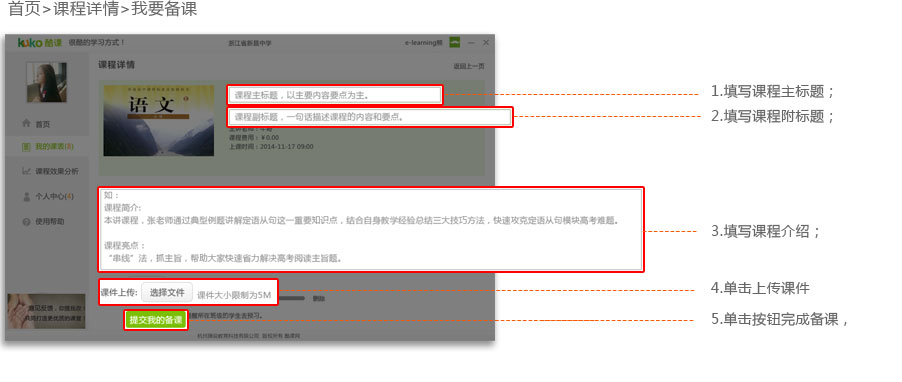 首页>课程详情>我要备课
kuko 酷课 很酷的学习方式！
浙江省新昌中学
e-learning帮
课程详情
返回上一页
语文
课程主标题，以主要内容要点为主。
1.填写课程主标题；
课程副标题，一句话描述课程的内容和要点。
2.填写课程附标题；
课程费用：￥0.00
上课时间：2014-11-17 09:00
首页
我的课表(3)
课程效果分析
个人中心(4)
使用帮助
如：
课程简介:
本讲课程，张老师通过典型例题讲解定语从句这一重要知识点，结合自身教学经验总结三大技巧方法，快速攻克定语从句模块高考难题。
3.填写课程介绍；
课程亮点：
“串线”法，抓主旨，帮助大家快速省力解决高考阅读主旨题。
课件上传:
选择文件
课件大小限制为5M
删除
4.单击上传课件
提交我的备课
所在班级的学生去预习。
5.单击按钮完成备课，